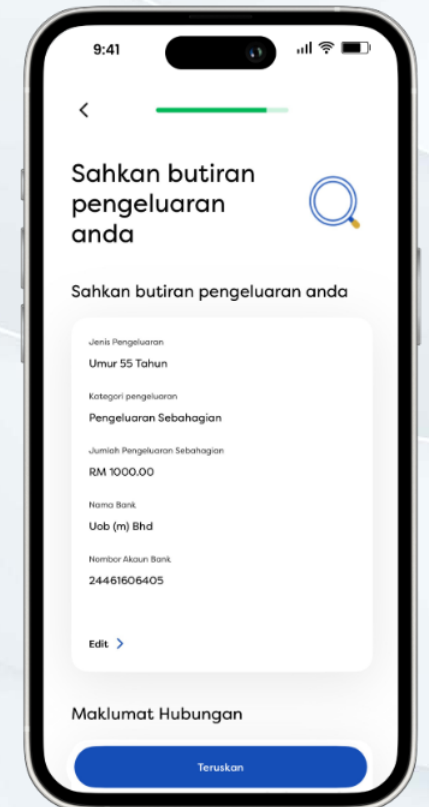 9:41
Sahkan butiran
pengeluaran
anda
Sahkan butiran pengeluaran anda
Jenis Pengeluaran
Umur 55 Tahun
Kategori pengeluaran
Pengeluaran Sebahagian
Jumlah Pengeluaran Sebahagian
RM 1000.00
Nama Bank
Uob (m) Bhd
Nombor Akaun Bank
24461606405
Edit
Maklumat Hubungan
Teruskan